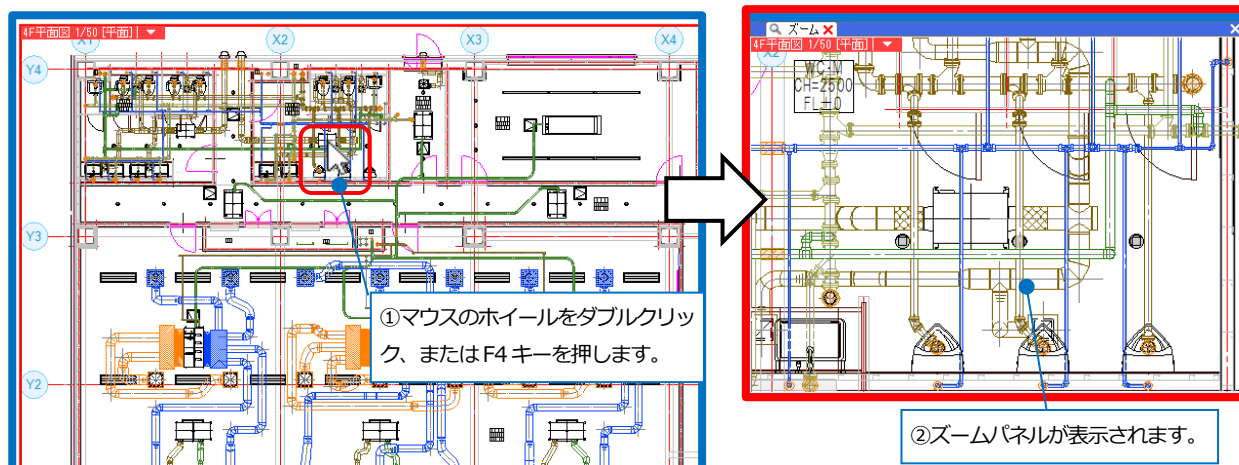 4F平面図 1/50 [平面]
X1
X2
X3
X4
Y4
Y3
Y2
①マウスのホイールをダブルクリッ
ク、または F4 キーを押します。
ズーム
4F平面図 1/50 [平面]
X2
WC-M
CH=2500
FL±0
②ズームパネルが表示されます。